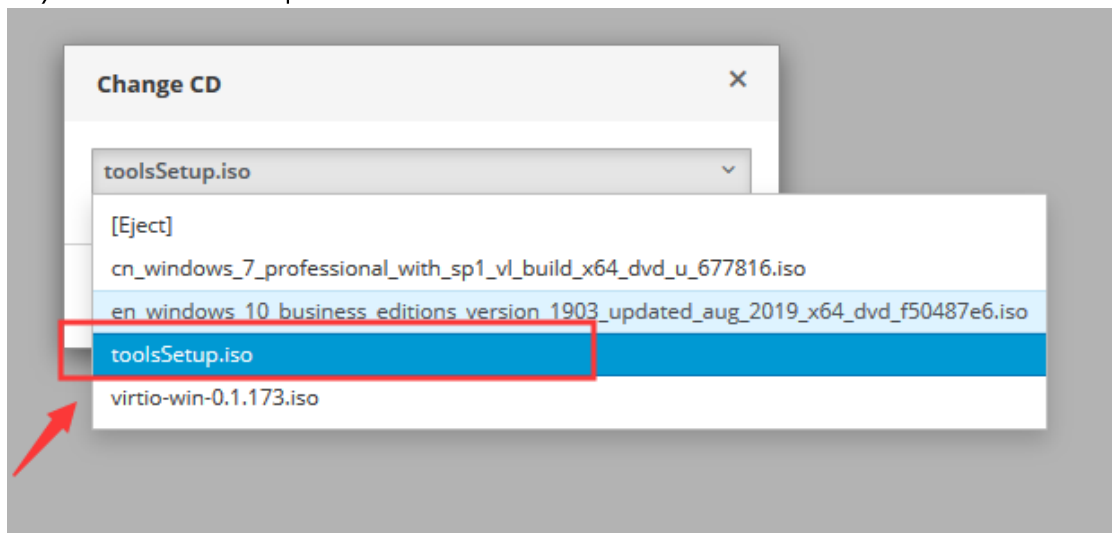 Change CD
toolsSetup.iso
[Eject]
cn_windows_7_professional_with_sp1_vl_build_x64_dvd_u_677816.iso
en_windows_10_business_editions_version_1903_updated_aug_2019_x64_dvd_f50487e6.iso
toolsSetup.iso
virtio-win-0.1.173.iso